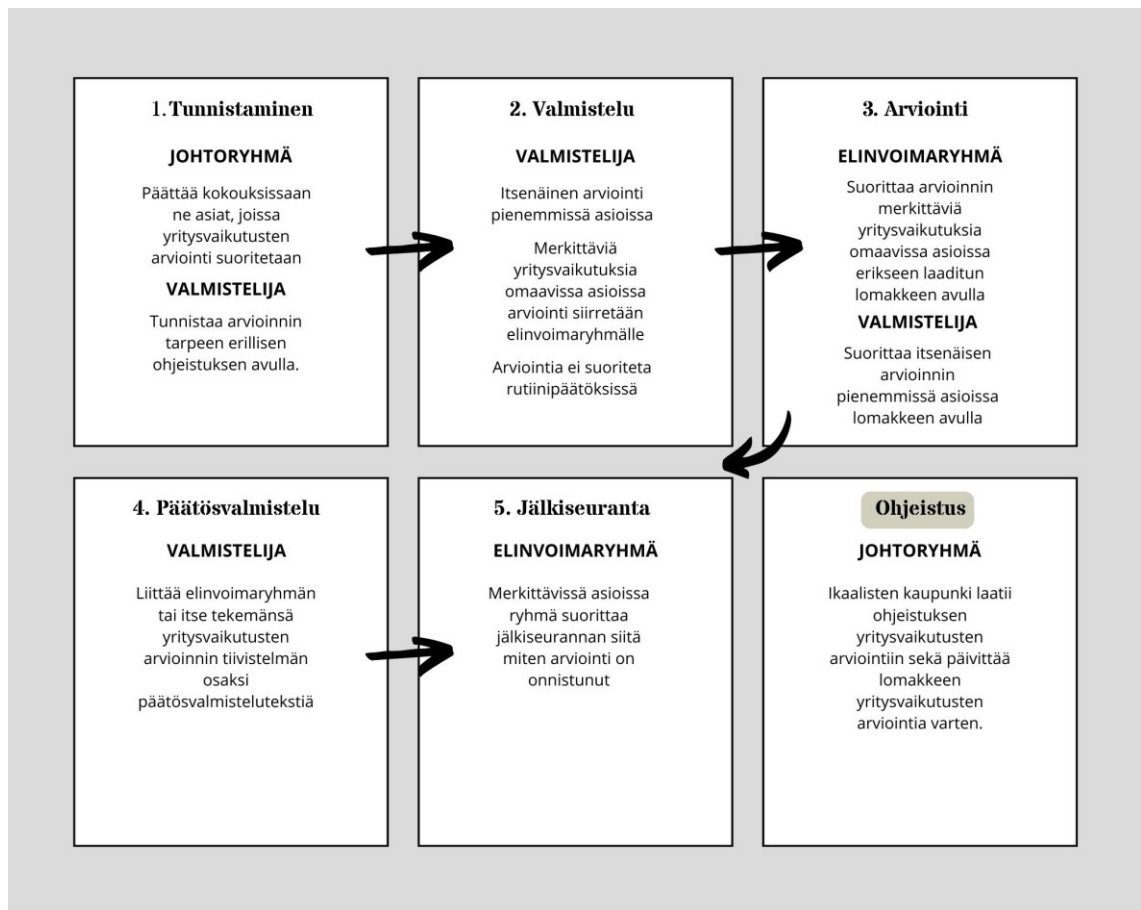 1. Tunnistaminen
JOHTORYHMÄ
Päättää kokouksissaan
ne asiat, joissa
yritysvaikutusten
arviointi suoritetaan
VALMISTELIJA
Tunnistaa arvioinnin
tarpeen erillisen
ohjeistuksen avulla.
2. Valmistelu
VALMISTELIJA
Itsenäinen arviointi
pienemmissä asioissa
Merkittäviä
yritysvaikutuksia
omaavissa asioissa
arviointi siirretään
elinvoimaryhmälle
Arviointia ei suoriteta
rutiinipäätöksissä
3. Arviointi
ELINVOIMARYHMÄ
Suorittaa arvioinnin
merkittäviä
yritysvaikutuksia
omaavissa asioissa
erikseen laaditun
lomakkeen avulla
VALMISTELIJA
Suorittaa itsenäisen
arvioinnin
pienemmissä asioissa
lomakkeen avulla
4. Päätösvalmistelu
VALMISTELIJA
Liittää elinvoimaryhmän
tai itse tekemänsä
yritysvaikutusten
arvioinnin tiivistelmän
osaksi
päätösvalmistelutekstiä
5. Jälkiseuranta
ELINVOIMARYHMÄ
Merkittävissä asioissa
ryhmä suorittaa
jälkiseurannan siitä
miten arviointi on
onnistunut
Ohjeistus
JOHTORYHMÄ
Ikaalisten kaupunki laatii
ohjeistuksen
yritysvaikutusten
arviointiin sekä päivittää
lomakkeen
yritysvaikutusten
arviointia varten.